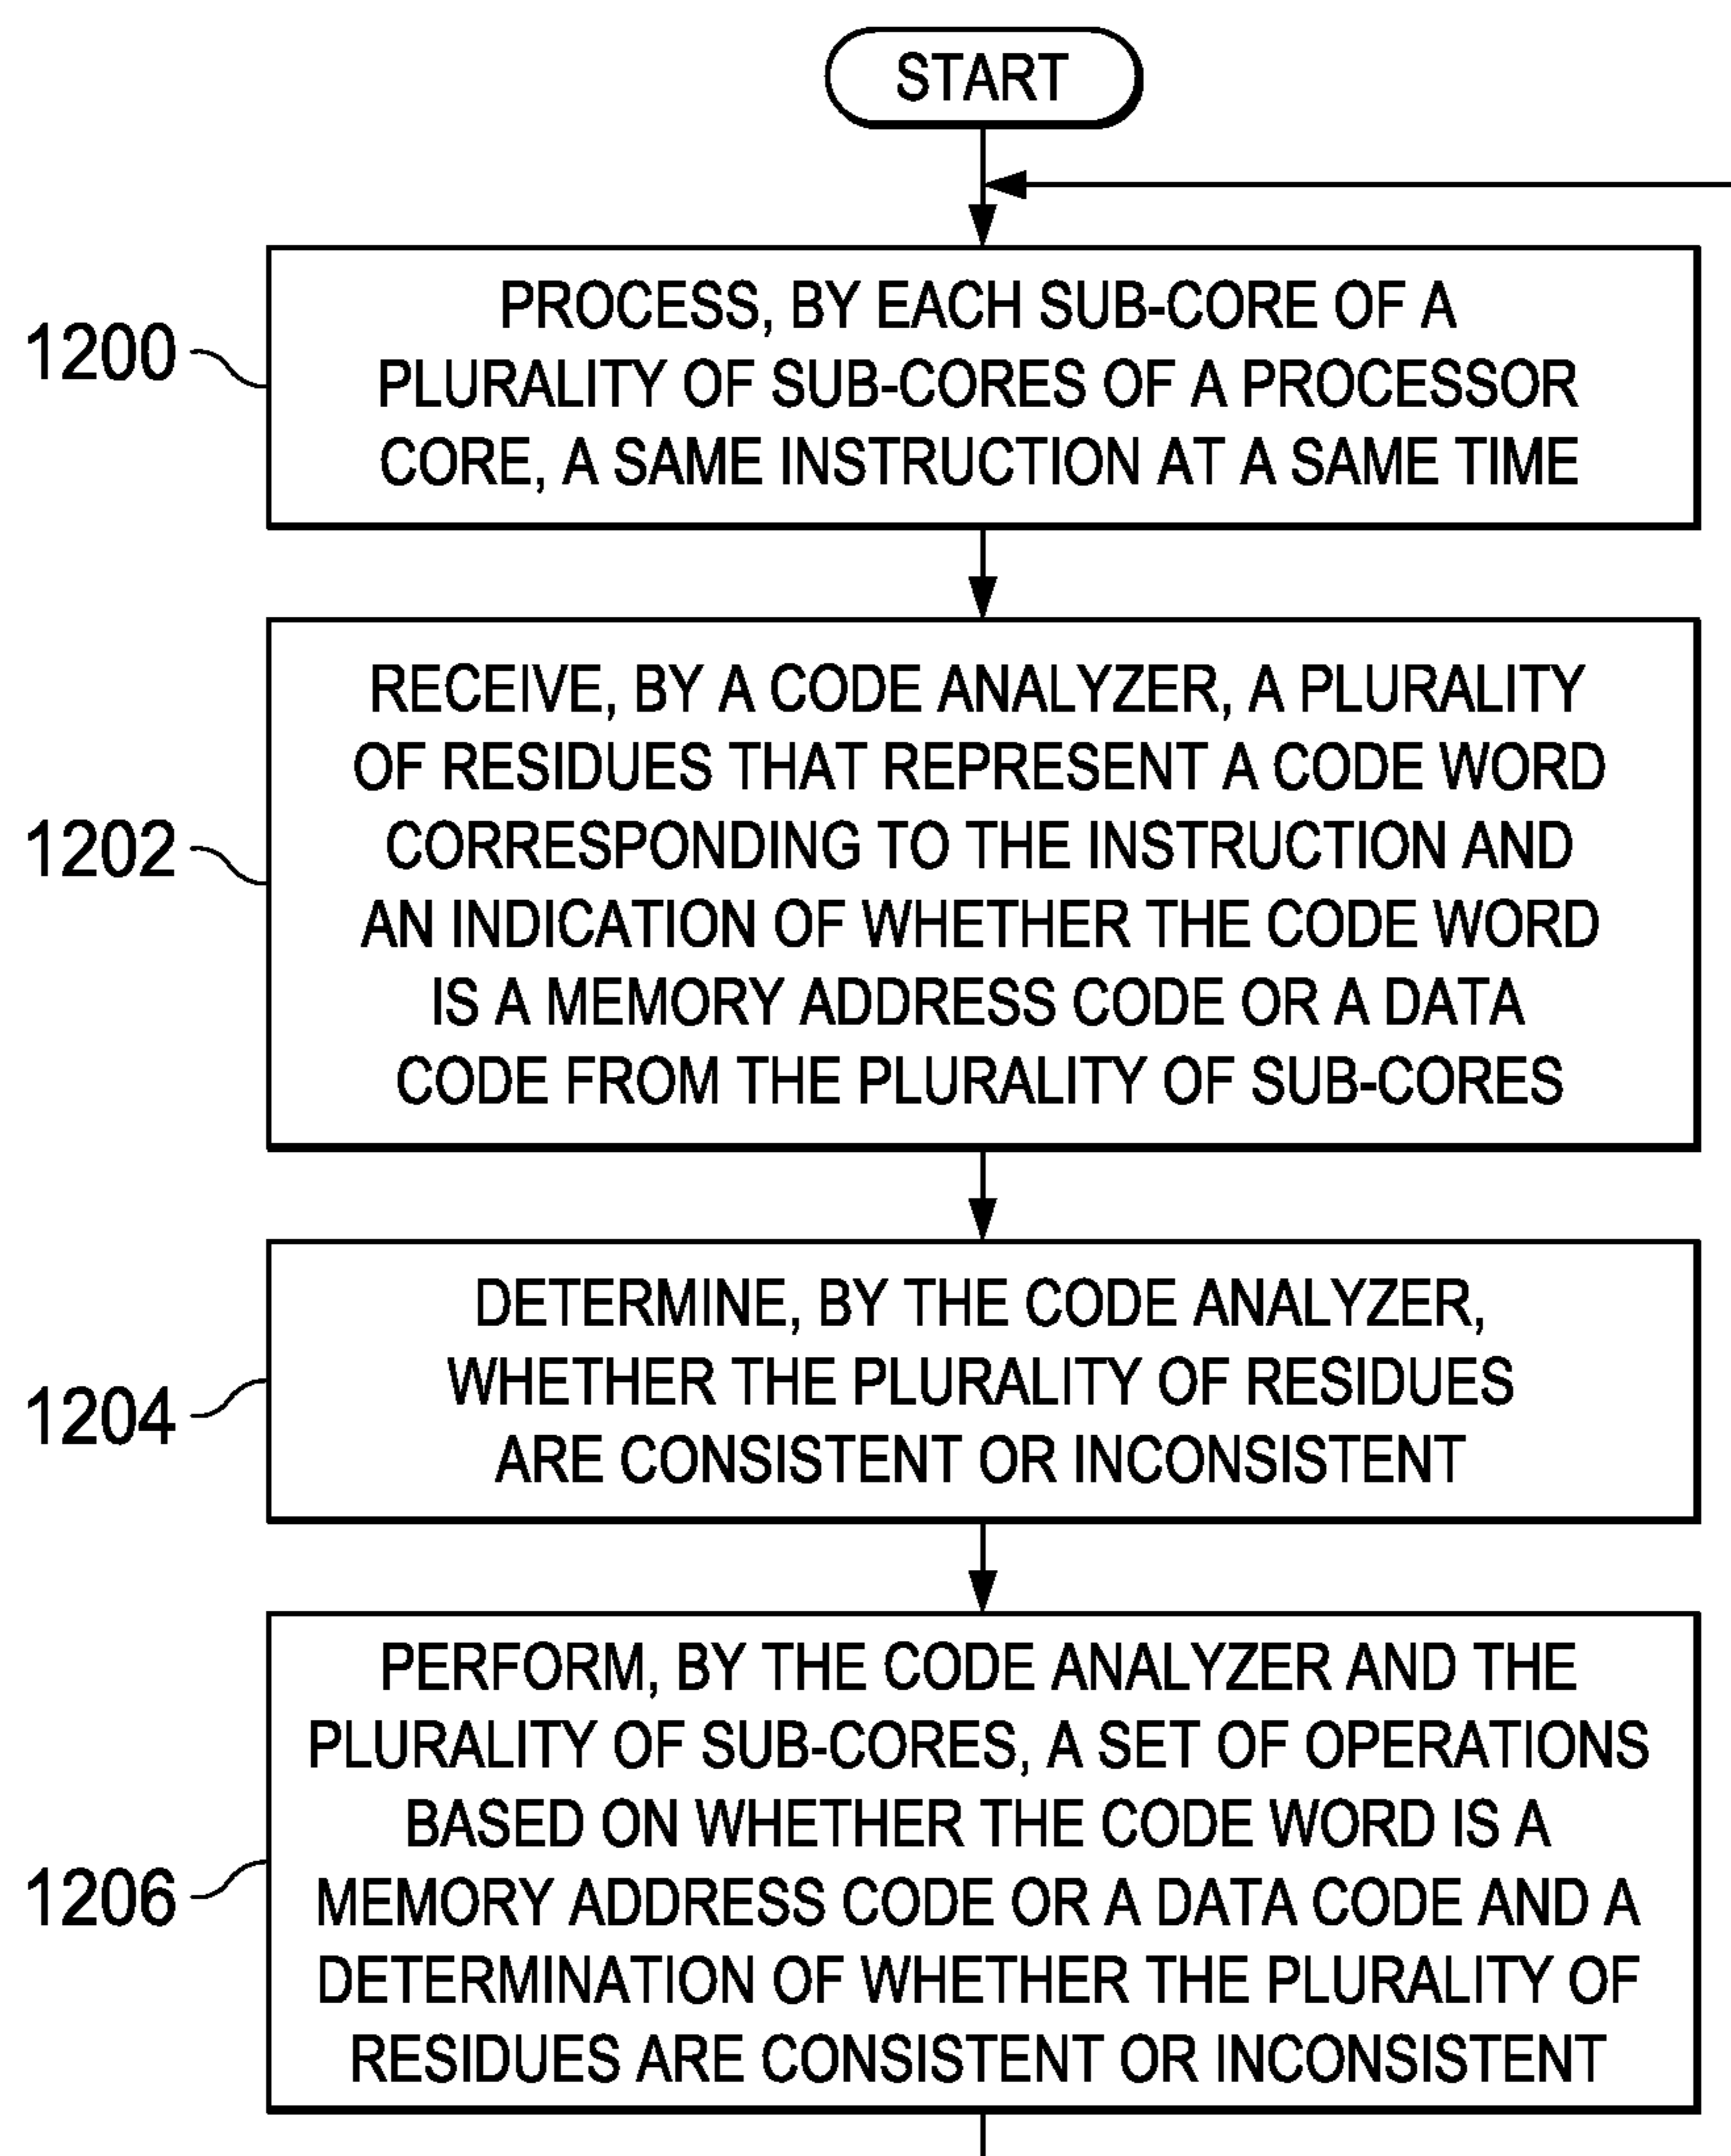 START
1200
PROCESS, BY EACH SUB-CORE OF A
PLURALITY OF SUB-CORES OF A PROCESSOR
CORE, A SAME INSTRUCTION AT A SAME TIME
1202
RECEIVE, BY A CODE ANALYZER, A PLURALITY
OF RESIDUES THAT REPRESENT A CODE WORD
CORRESPONDING TO THE INSTRUCTION AND
AN INDICATION OF WHETHER THE CODE WORD
IS A MEMORY ADDRESS CODE OR A DATA
CODE FROM THE PLURALITY OF SUB-CORES
1204
DETERMINE, BY THE CODE ANALYZER,
WHETHER THE PLURALITY OF RESIDUES
ARE CONSISTENT OR INCONSISTENT
1206
PERFORM, BY THE CODE ANALYZER AND THE
PLURALITY OF SUB-CORES, A SET OF OPERATIONS
BASED ON WHETHER THE CODE WORD IS A
MEMORY ADDRESS CODE OR A DATA CODE AND A
DETERMINATION OF WHETHER THE PLURALITY OF
RESIDUES ARE CONSISTENT OR INCONSISTENT